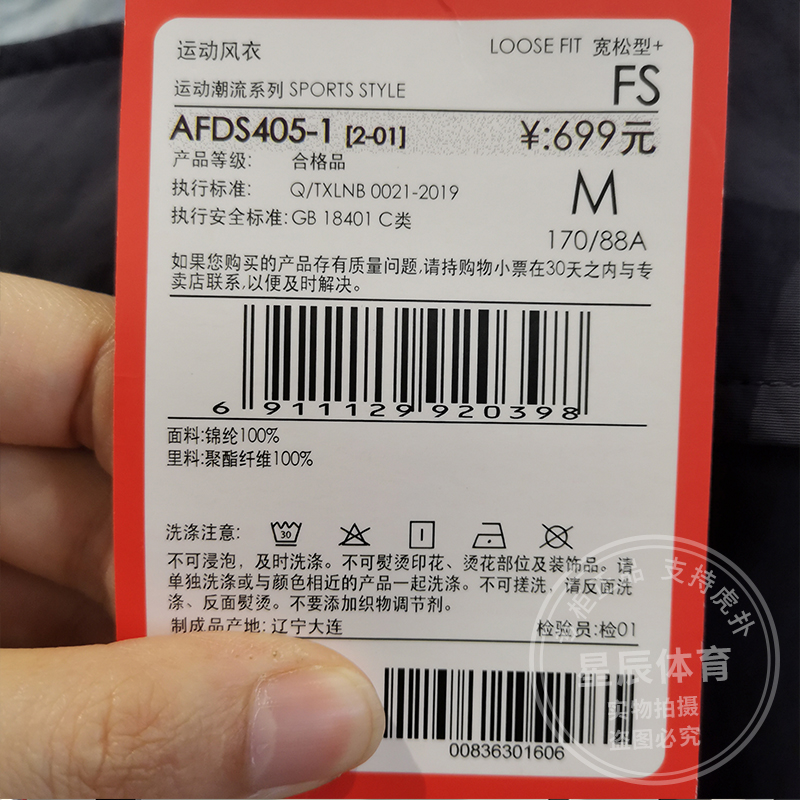 运动风衣
LOOSE FIT 宽松型+
运动潮流系列 SPORTS STYLE
FS
AFDS405-1 [2-01]
¥:699元
产品等级: 合格品
执行标准: Q/TXLNB 0021-2019
M
执行安全标准:GB 18401 C类
170/88A
如果您购买的产品存有质量问题,请持购物小票在30天之内与专
卖店联系,以便及时解决。
6 911129 920398
面料:锦纶100%
里料:聚酯纤维100%
洗涤注意:
30
不可浸泡，及时洗涤。不可熨烫印花、烫花部位及装饰品。请
单独洗涤或与颜色相近的产品一起洗涤。不可搓洗，请反面洗
涤、反面熨烫。不要添加织物调节剂。
制成品产地:辽宁大连
检验员:检01
00836301606
支持虎扑
星辰体育
实物拍摄
盗图必究